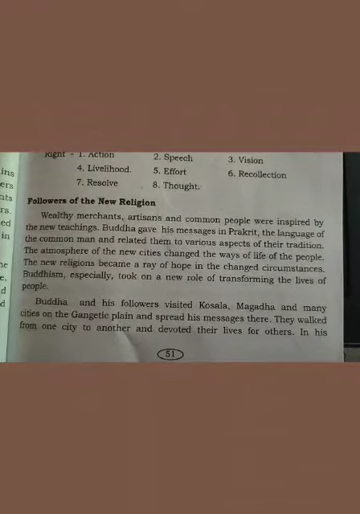 Right - 1. Action 2. Speech 3. Vision
4. Livelihood. 5. Effort 6. Recollection
7. Resolve 8. Thought.
Followers of the New Religion
Wealthy merchants, artisans and common people were inspired by
the new teachings. Buddha gave his messages in Prakrit, the language of
the common man and related them to various aspects of their tradition.
The atmosphere of the new cities changed the ways of life of the people.
The new religions became a ray of hope in the changed circumstances.
Buddhism, especially, took on a new role of transforming the lives of
people.
Buddha and his followers visited Kosala, Magadha and many
cities on the Gangetic plain and spread his messages there. They walked
from one city to another and devoted their lives for others. In his
51